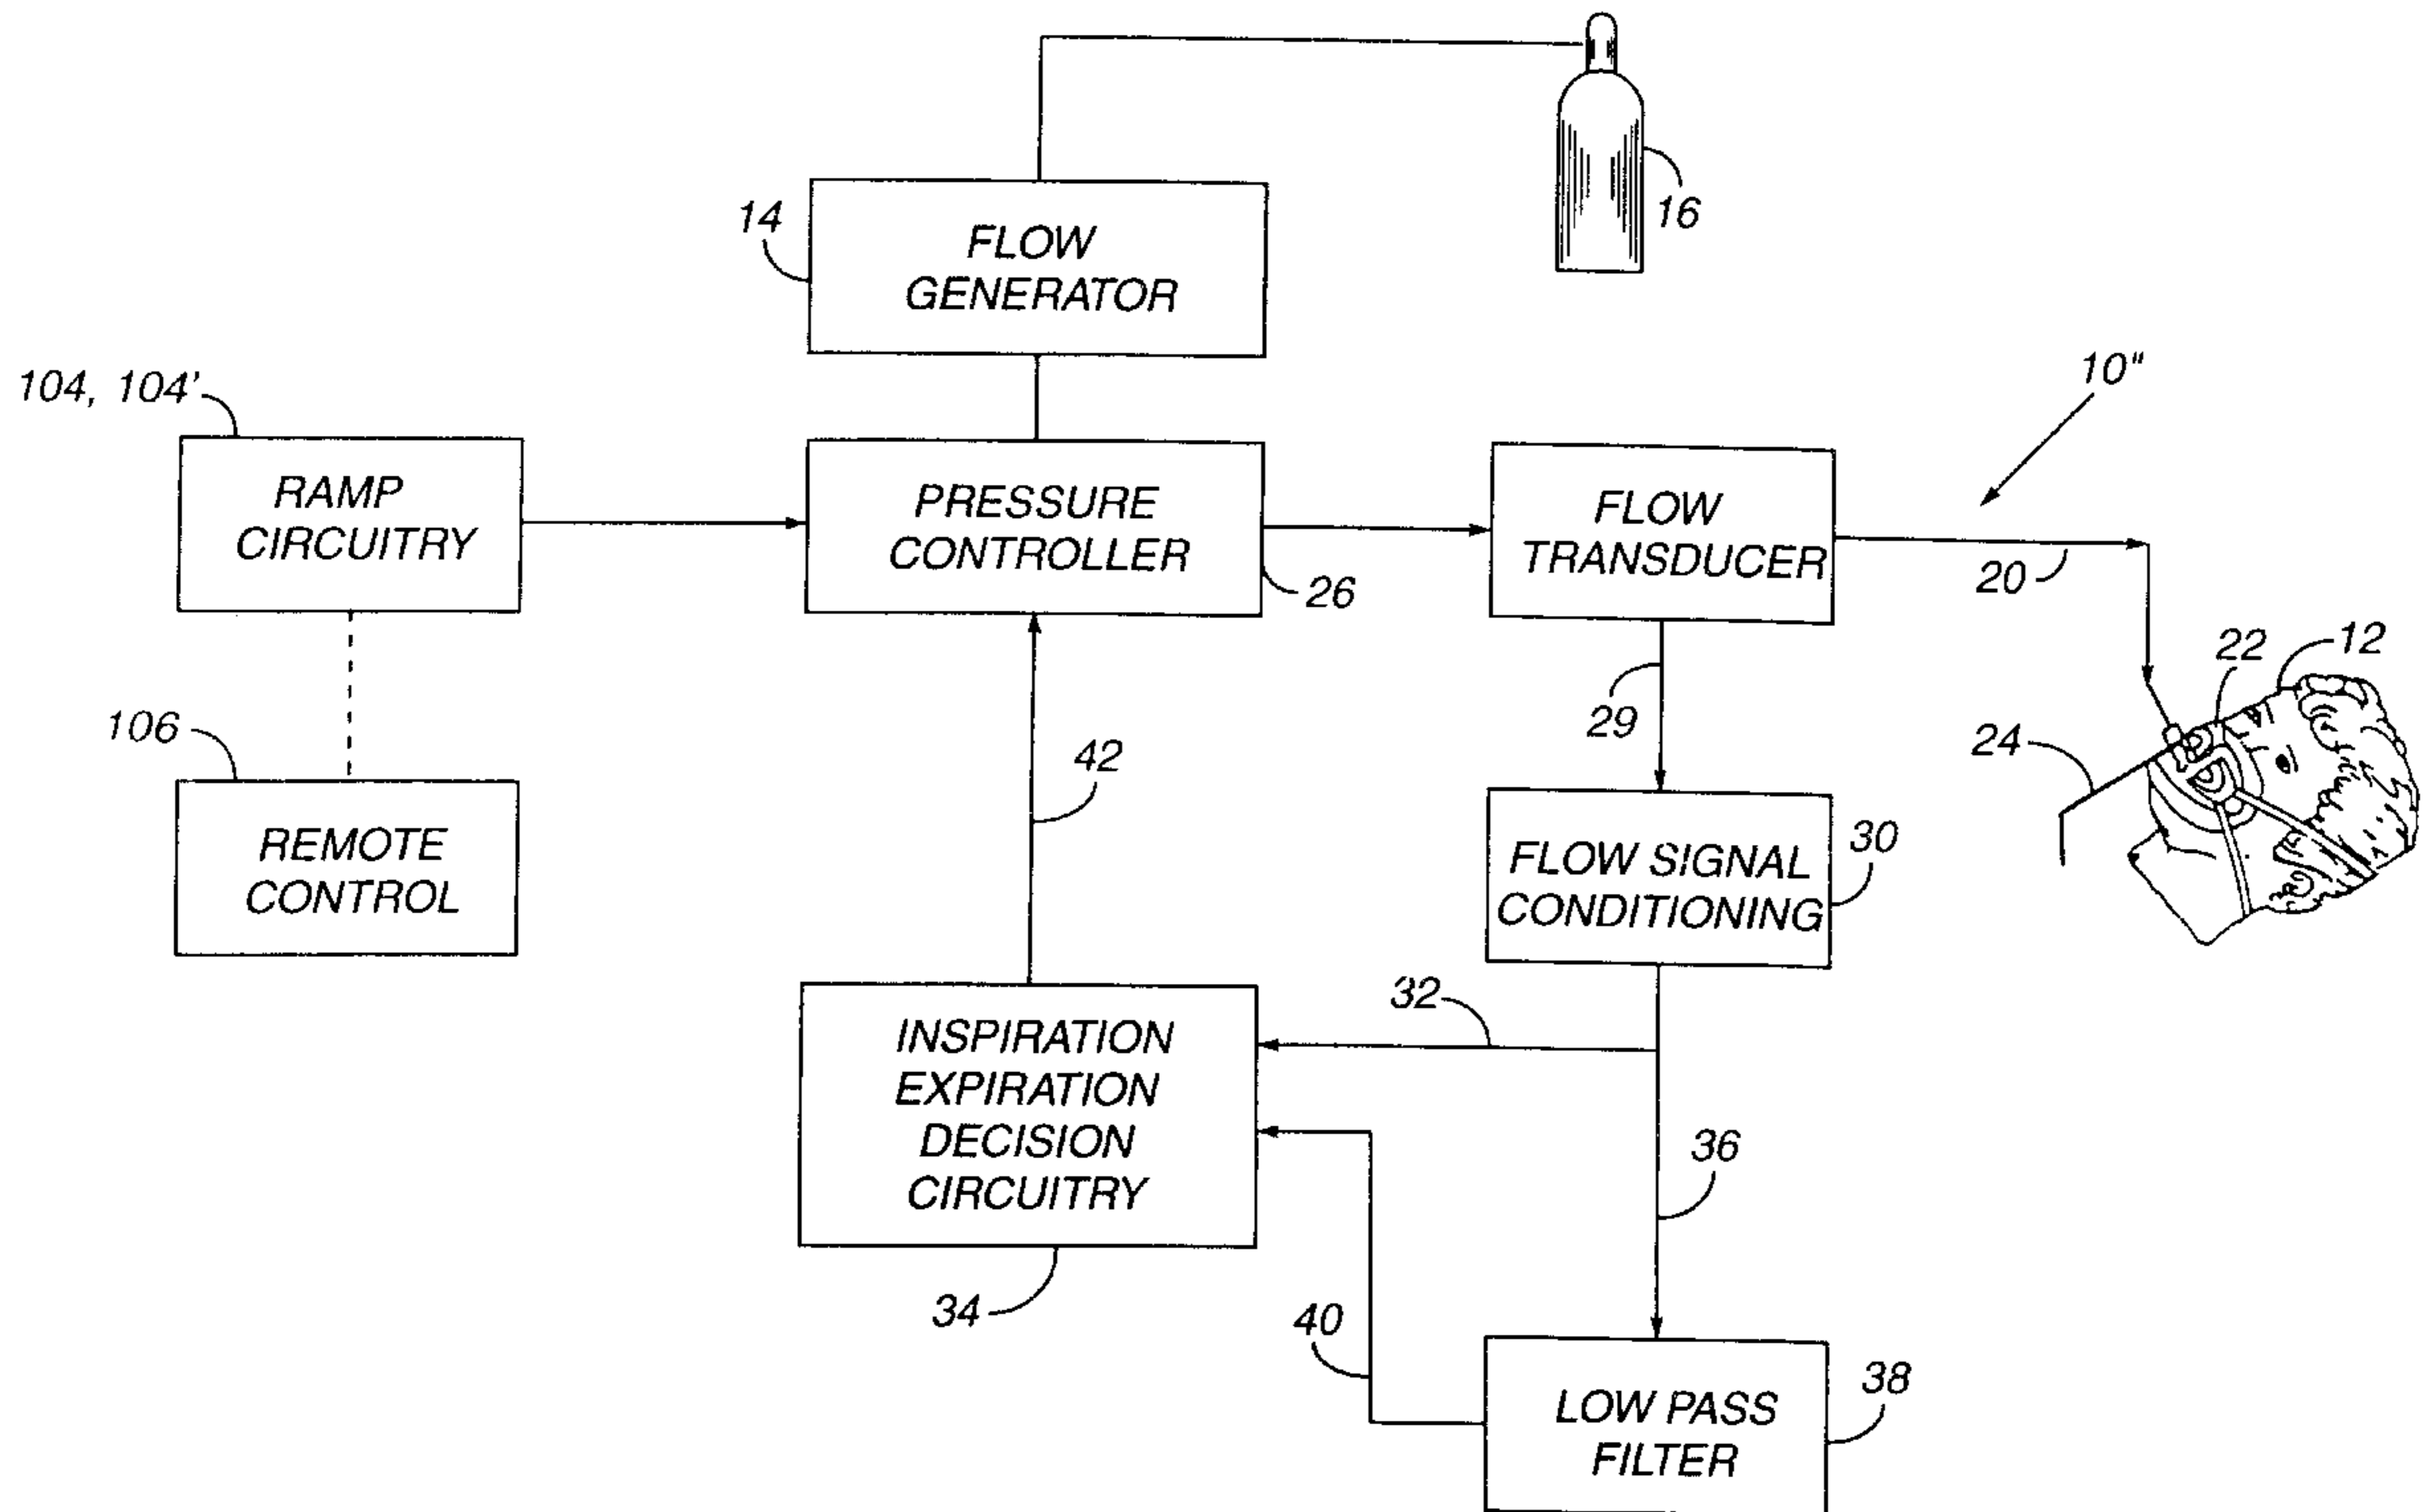 16
14
FLOW
GENERATOR
10"
104, 104'
RAMP
CIRCUITRY
PRESSURE
CONTROLLER
26
FLOW
TRANSDUCER
20
22
12
24
29
106
REMOTE
CONTROL
42
FLOW SIGNAL
CONDITIONING
30
32
INSPIRATION
EXPIRATION
DECISION
CIRCUITRY
34
36
40
LOW PASS
FILTER
38